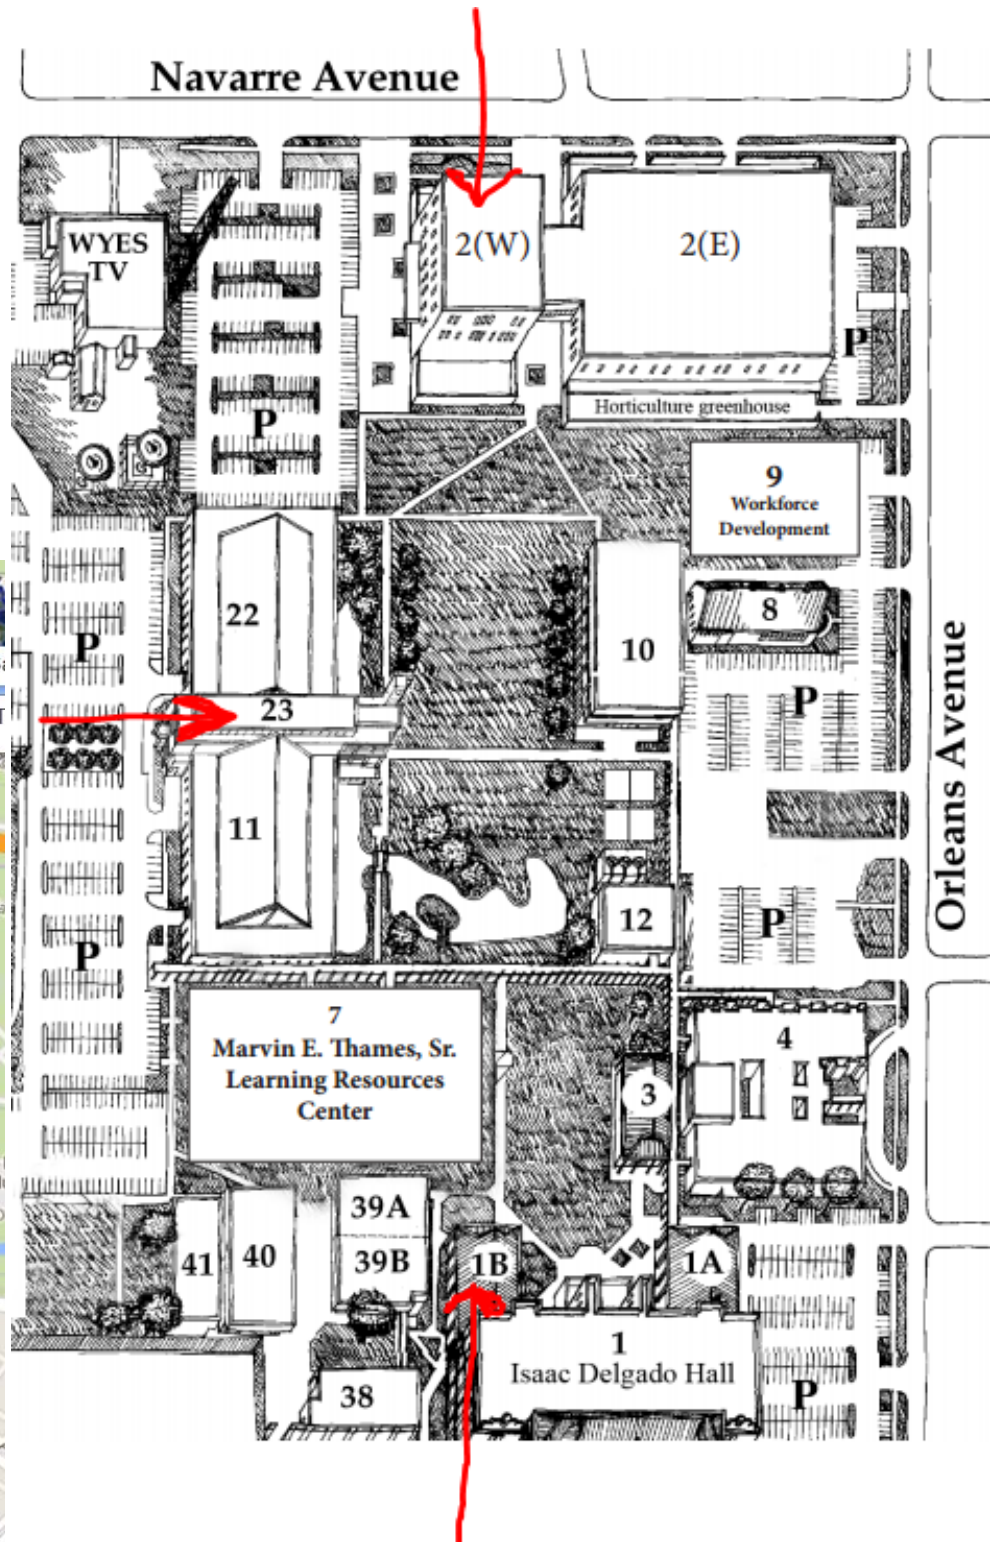 Navarre Avenue
WYES
TV
2(W)
2(E)
P
Horticulture greenhouse
P
9
Workforce
Development
22
8
10
P
P
23
Orleans Avenue
11
12
P
P
7
Marvin E. Thames, Sr.
Learning Resources
Center
4
3
39A
41
40
39B
1B
1A
1
Isaac Delgado Hall
38
P